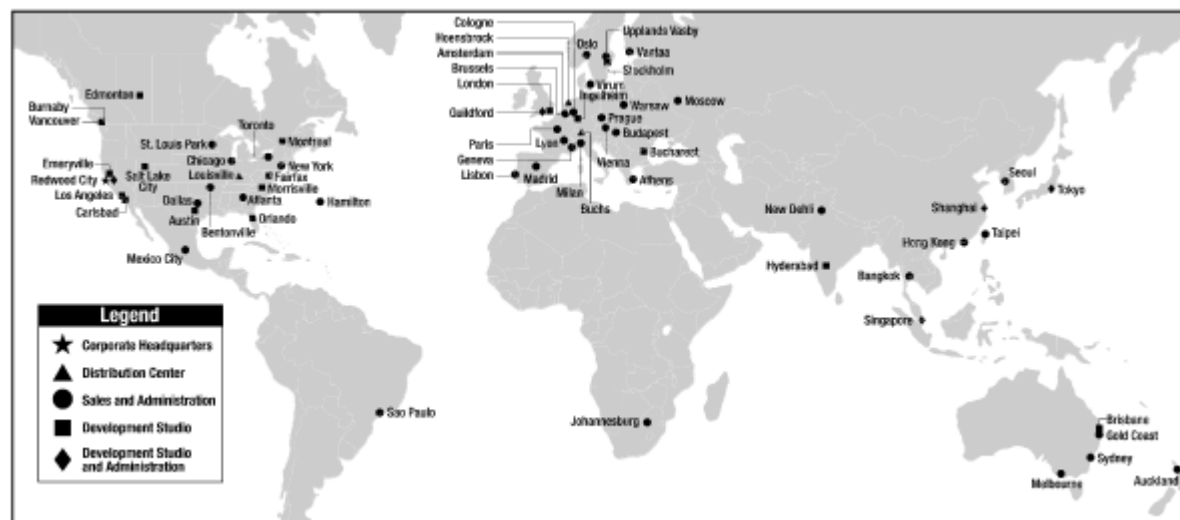 Cologne
Hoensbroek
Amsterdam
Brussels
London
Guildford
Paris
Lyon
Geneva
Lisbon
Madrid
Milan
Buchs
Oslo
Upplands Vasby
Vantaa
Stockholm
Virum
Ingelheim
Warsaw
Moscow
Prague
Budapest
Bucharest
Vienna
Athens
Edmonton
Burnaby
Vancouver
Toronto
St. Louis Park
Montreal
Emeryville
Chicago
New York
Redwood City
Salt Lake
City
Louisville
Fairfax
Morrisville
Los Angeles
Dallas
Atlanta
Hamilton
Carlsbad
Austin
Orlando
Bentonville
Mexico City
Seoul
Tokyo
New Dehli
Shanghai
Taipei
Hong Kong
Hyderabad
Bangkok
Singapore
Sao Paulo
Johannesburg
Brisbane
Gold Coast
Sydney
Melbourne
Auckland
Legend
Corporate Headquarters
Distribution Center
Sales and Administration
Development Studio
Development Studio
and Administration